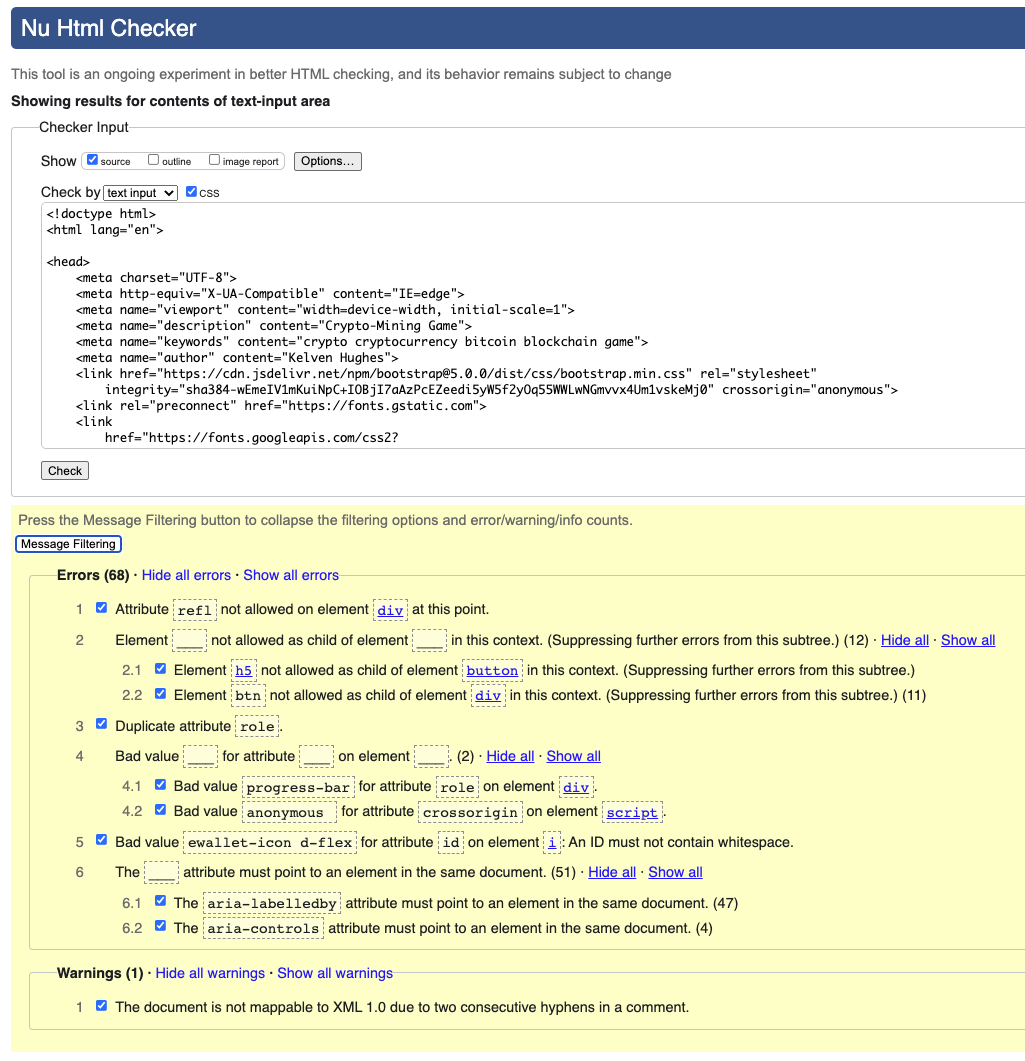 Nu Html Checker
This tool is an ongoing experiment in better HTML checking, and its behavior remains subject to change
Showing results for contents of text-input area
Checker Input
Show source outline image report Options...
Check by text input css
<!doctype html>
<html lang="en">
<head>
<meta charset="UTF-8">
<meta http-equiv="X-UA-Compatible" content="IE=edge">
<meta name="viewport" content="width=device-width, initial-scale=1">
<meta name="description" content="Crypto-Mining Game">
<meta name="keywords" content="crypto cryptocurrency bitcoin blockchain game">
<meta name="author" content="Kelven Hughes">
<link href="https://cdn.jsdelivr.net/npm/bootstrap@5.0.0/dist/css/bootstrap.min.css" rel="stylesheet"
integrity="sha384-wEmeIV1mKuiNpC+IOBjI7aAzPcEZeedi5yW5f2yOq55WWLwNGmvvx4Um1vskeMj0" crossorigin="anonymous">
<link rel="preconnect" href="https://fonts.gstatic.com">
<link
href="https://fonts.googleapis.com/css2?
Check
Press the Message Filtering button to collapse the filtering options and error/warning/info counts.
Message Filtering
Errors (68) · Hide all errors · Show all errors
1 Attribute refl not allowed on element div at this point.
2 Element ___ not allowed as child of element ___ in this context. (Suppressing further errors from this subtree.) (12) · Hide all · Show all
2.1 Element h5 not allowed as child of element button in this context. (Suppressing further errors from this subtree.)
2.2 Element btn not allowed as child of element div in this context. (Suppressing further errors from this subtree.) (11)
3 Duplicate attribute role.
4 Bad value ___ for attribute ___ on element ___. (2) · Hide all · Show all
4.1 Bad value progress-bar for attribute role on element div.
4.2 Bad value anonymous for attribute crossorigin on element script.
5 Bad value ewallet-icon d-flex for attribute id on element i: An ID must not contain whitespace.
6 The ___ attribute must point to an element in the same document. (51) · Hide all · Show all
6.1 The aria-labelledby attribute must point to an element in the same document. (47)
6.2 The aria-controls attribute must point to an element in the same document. (4)
Warnings (1) · Hide all warnings · Show all warnings
1 The document is not mappable to XML 1.0 due to two consecutive hyphens in a comment.